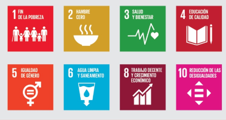 1 FIN
DE LA POBREZA
2 HAMBRE
CERO
3 SALUD
Y BIENESTAR
4 EDUCACIÓN
DE CALIDAD
5 IGUALDAD
DE GÉNERO
6 AGUA LIMPIA
Y SANEAMIENTO
8 TRABAJO DECENTE
Y CRECIMIENTO
ECONÓMICO
10 REDUCCIÓN DE LAS
DESIGUALDADES